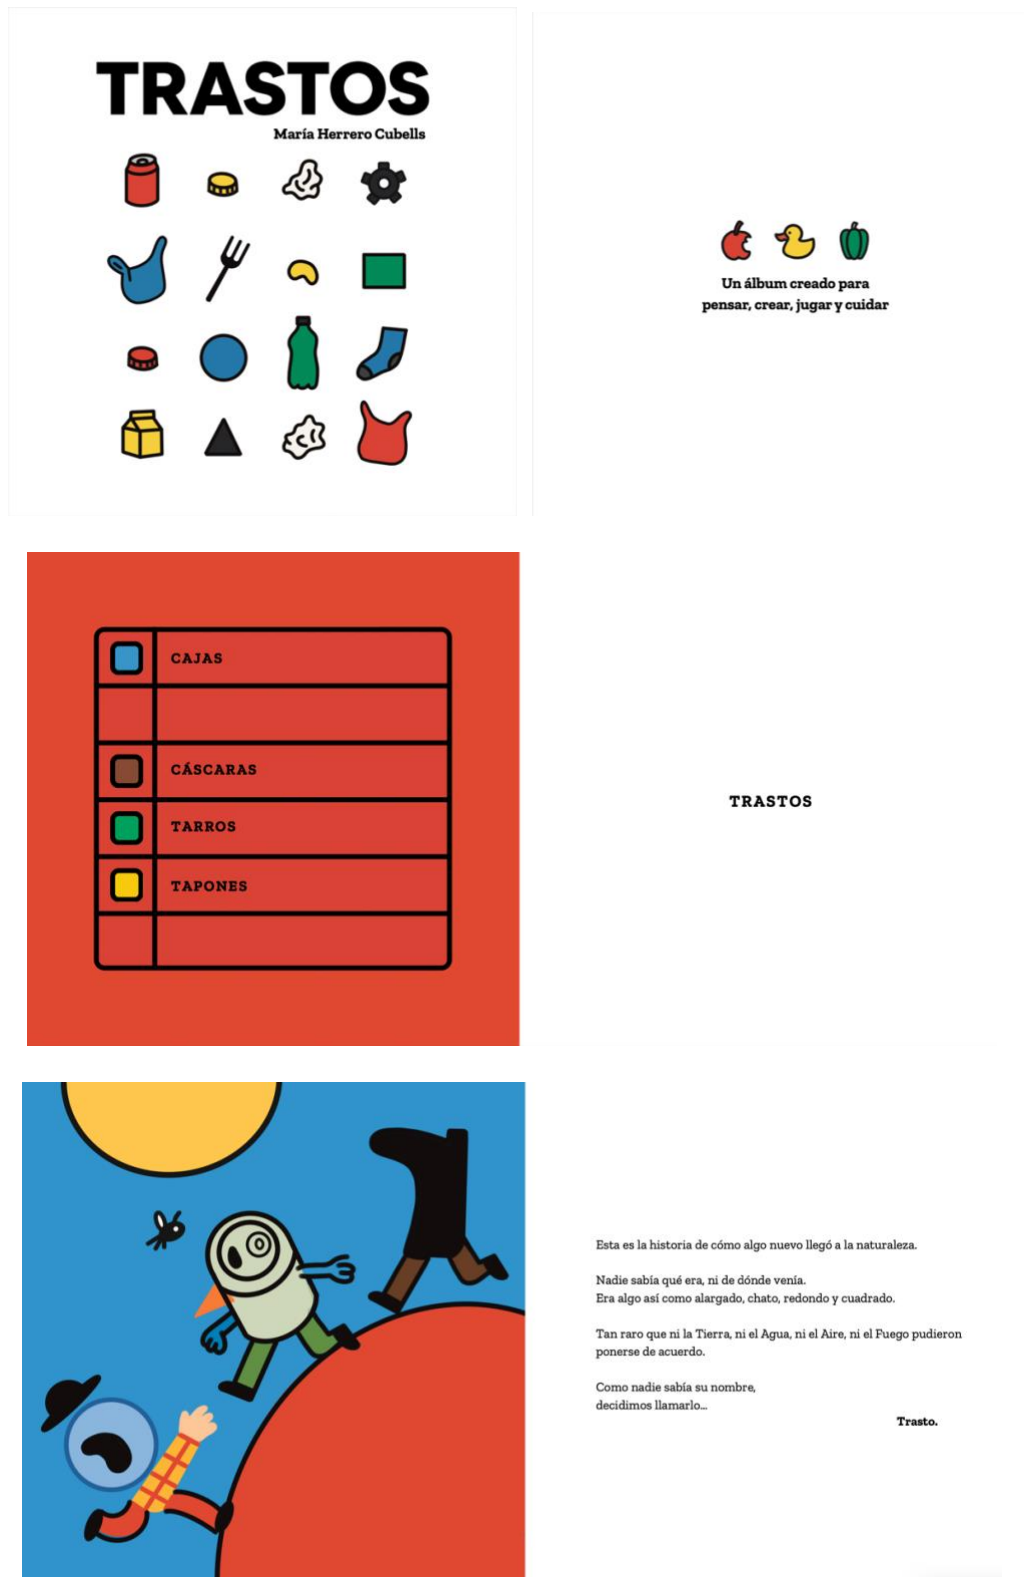 TRASTOS
María Herrero Cubells
Un álbum creado para
pensar, crear, jugar y cuidar
CAJAS
CÁSCARAS
TARROS
TAPONES
TRASTOS
Esta es la historia de cómo algo nuevo llegó a la naturaleza.
Nadie sabía qué era, ni de dónde venía.
Era algo así como alargado, chato, redondo y cuadrado.
Tan raro que ni la Tierra, ni el Agua, ni el Aire, ni el Fuego pudieron
ponerse de acuerdo.
Como nadie sabía su nombre,
decidimos llamarlo...
Trasto.